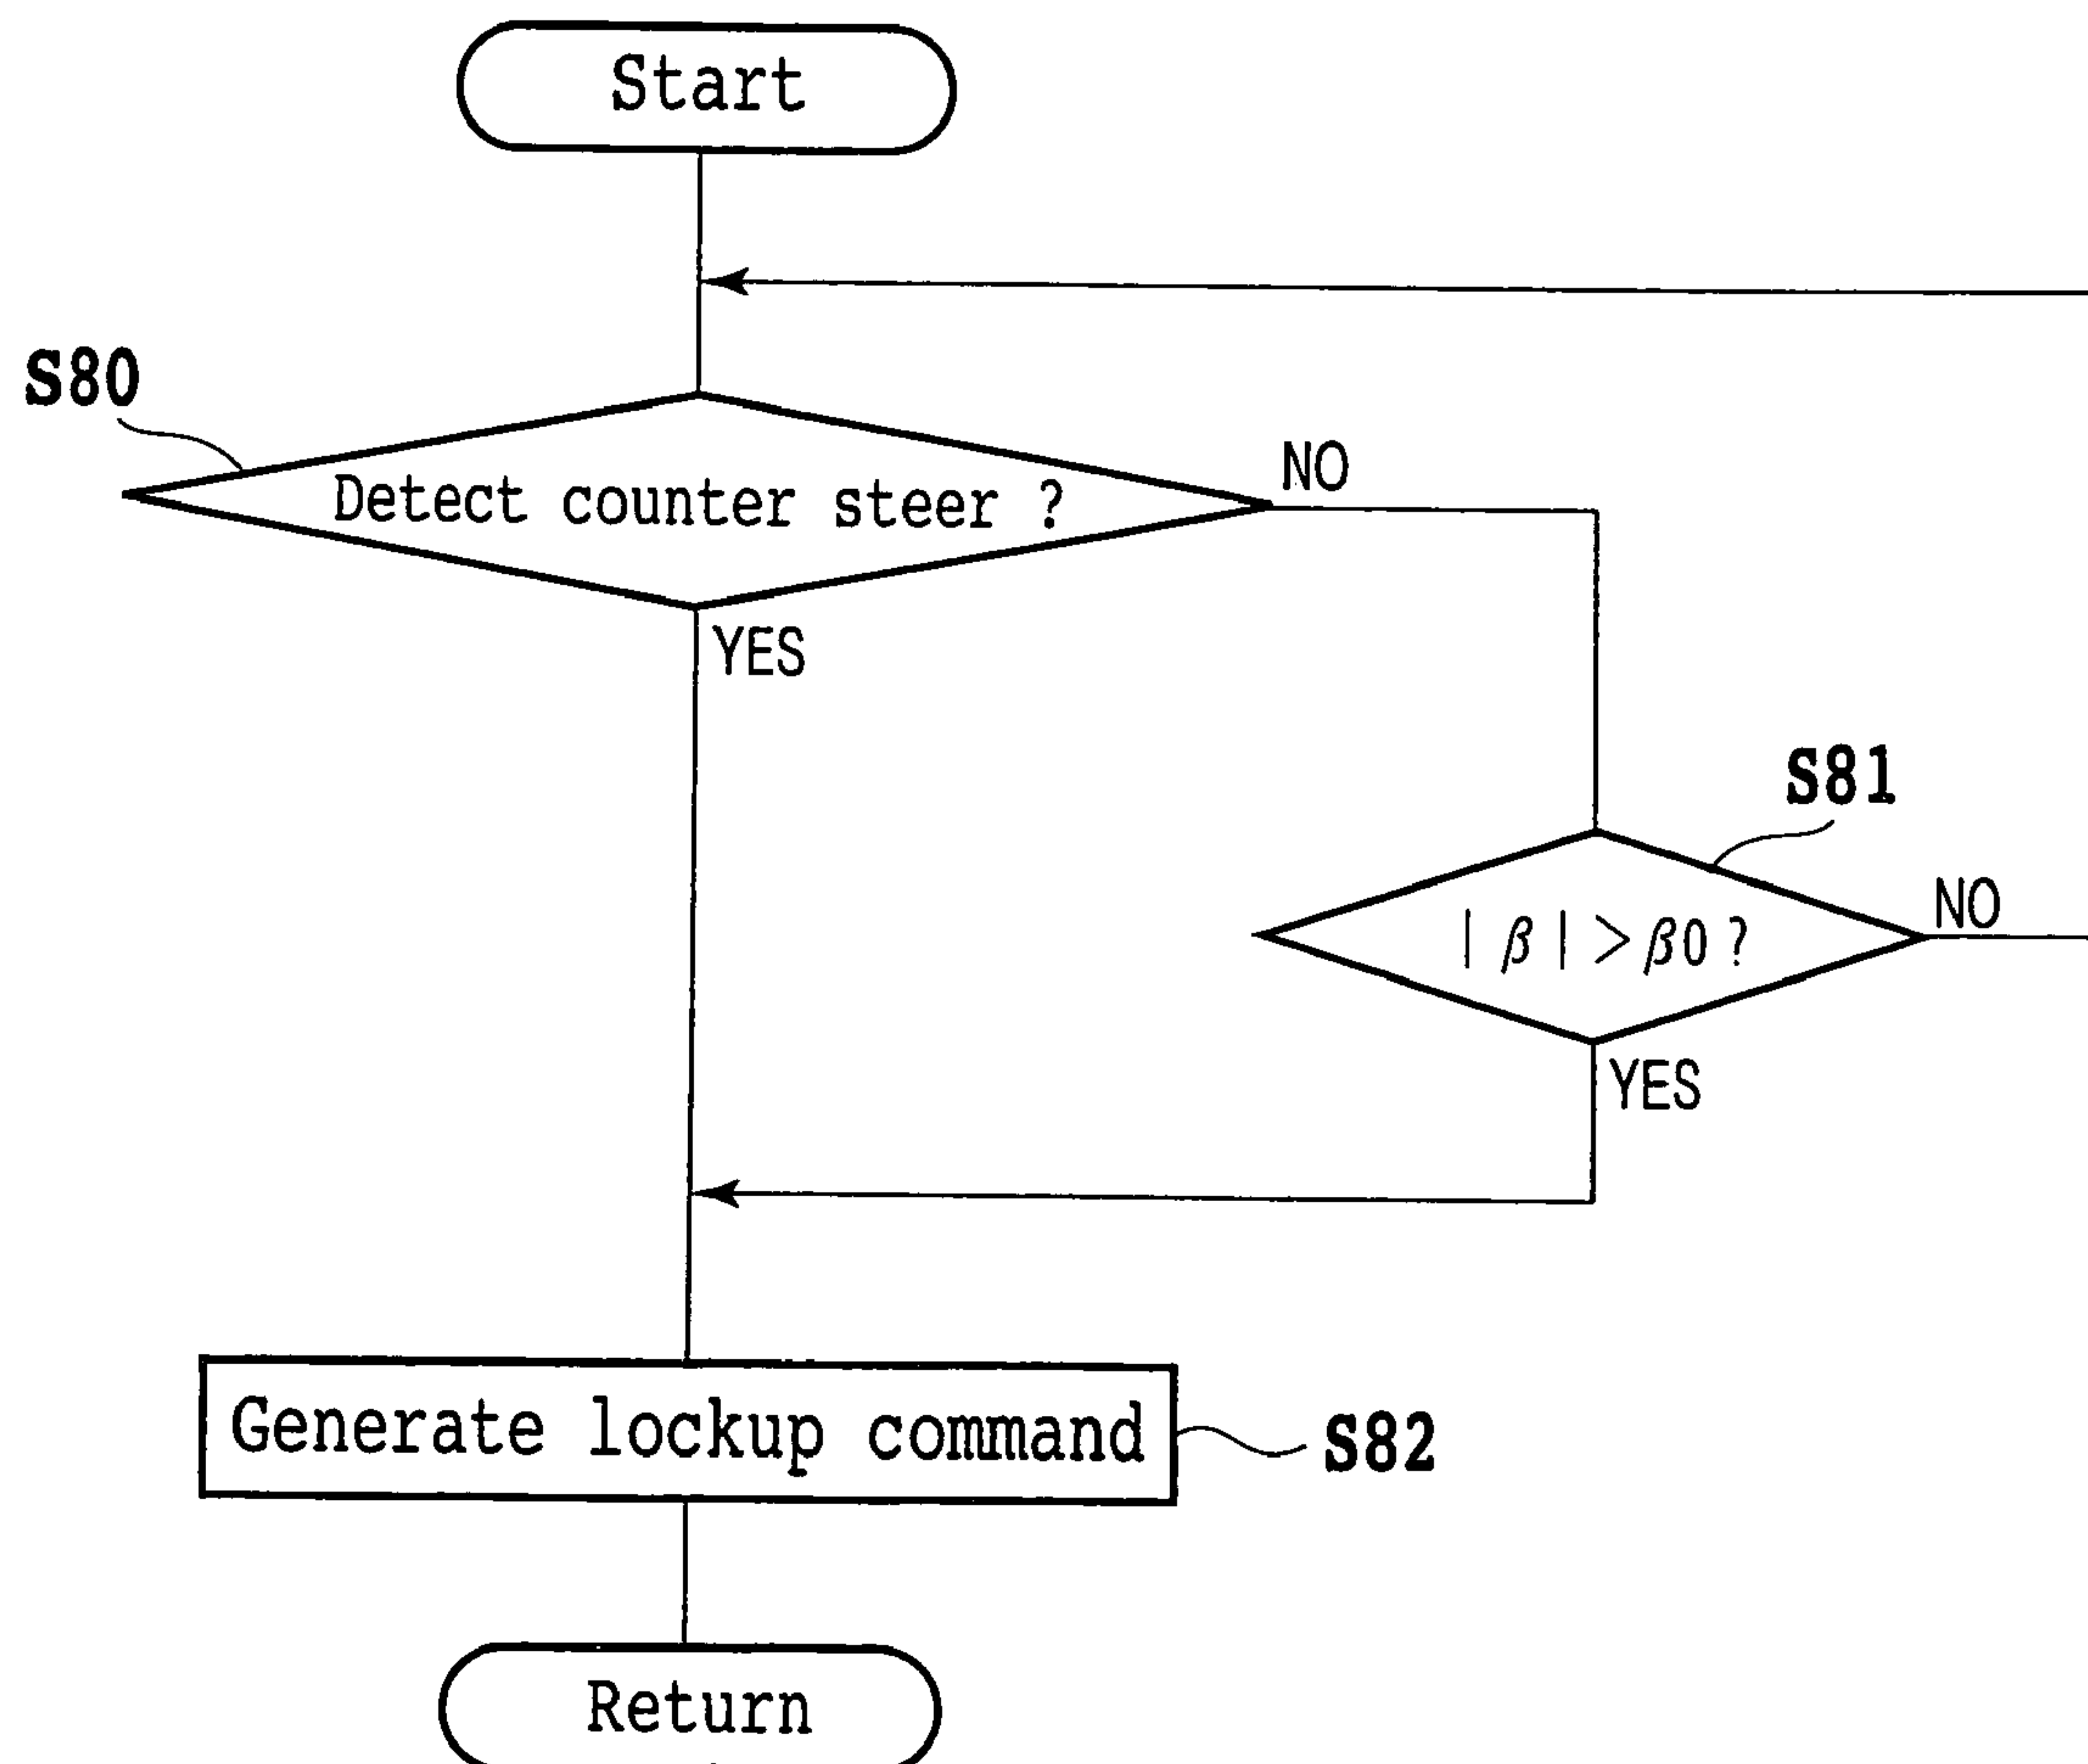 Start
S80
Detect counter steer ?
NO
YES
S81
|β|>β0?
NO
YES
Generate lockup command
S82
Return